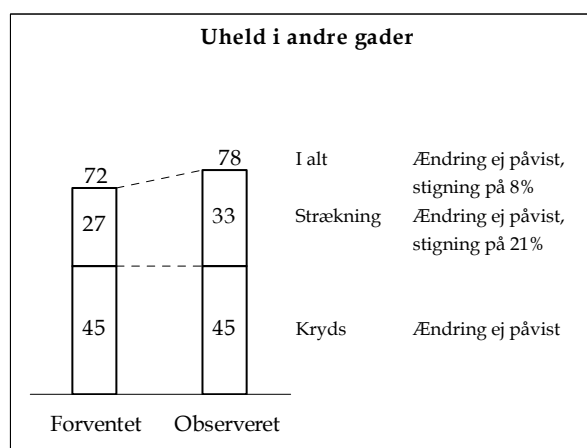 Uheld i andre gader
78
72
I alt
Ændring ej påvist,
stigning på 8%
27
33
Strækning
Ændring ej påvist,
stigning på 21%
45
45
Kryds
Ændring ej påvist
Forventet
Observeret